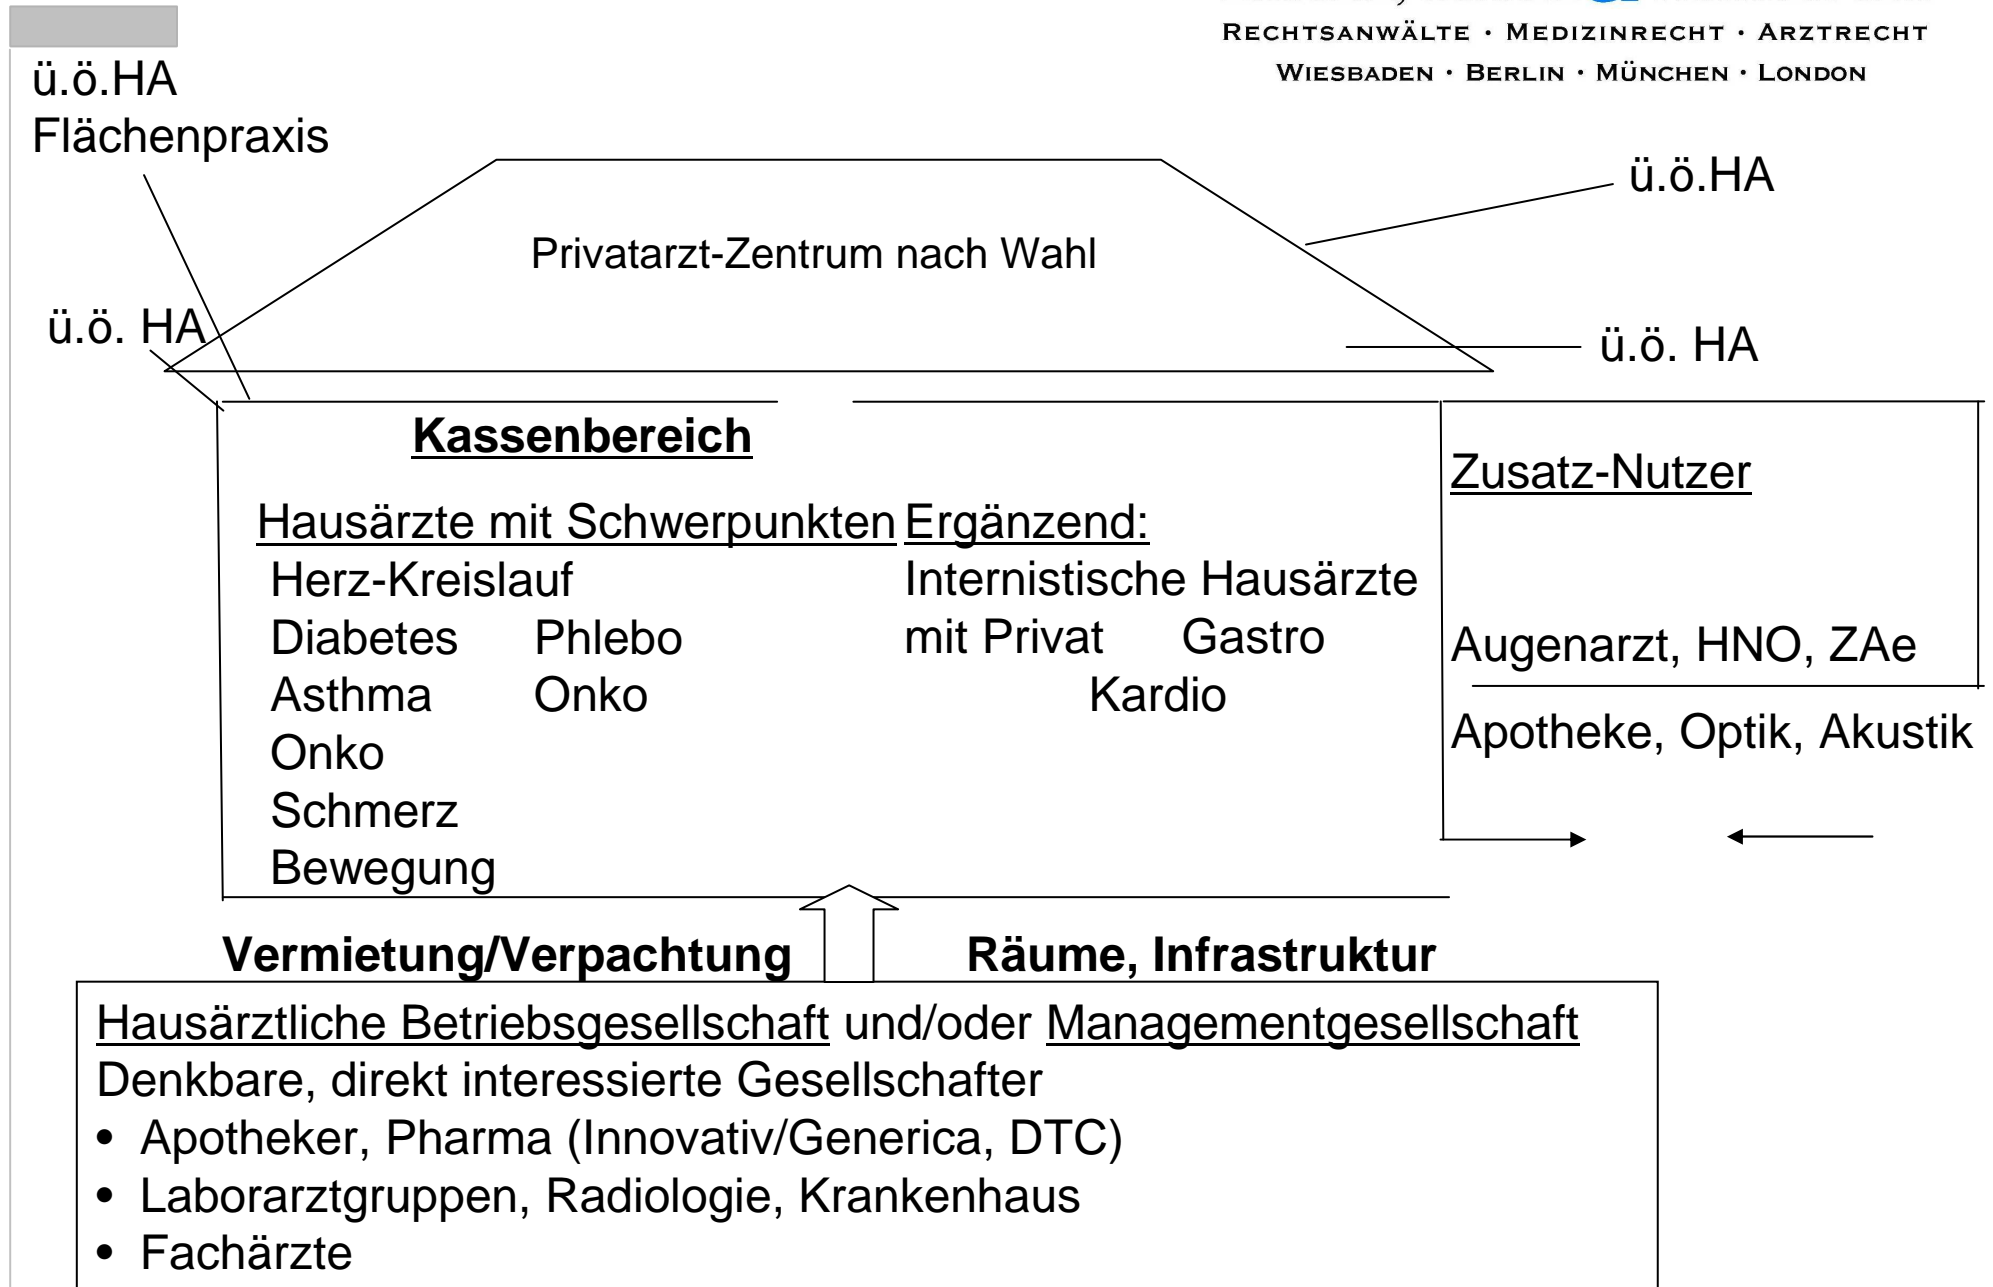 RECHTSANWÄLTE · MEDIZINRECHT · ARZTRECHT
WIESBADEN · BERLIN · MÜNCHEN · LONDON
ü.ö.HA
Flächenpraxis
ü.ö.HA
Privatarzt-Zentrum nach Wahl
ü.ö. HA
ü.ö. HA
Kassenbereich
Zusatz-Nutzer
Hausärzte mit Schwerpunkten Ergänzend:
Herz-Kreislauf Internistische Hausärzte
Diabetes Phlebo mit Privat Gastro
Augenarzt, HNO, ZAe
Asthma Onko Kardio
Apotheke, Optik, Akustik
Onko
Schmerz
Bewegung
Vermietung/Verpachtung Räume, Infrastruktur
Hausärztliche Betriebsgesellschaft und/oder Managementgesellschaft
Denkbare, direkt interessierte Gesellschafter
• Apotheker, Pharma (Innovativ/Generica, DTC)
• Laborarztgruppen, Radiologie, Krankenhaus
• Fachärzte